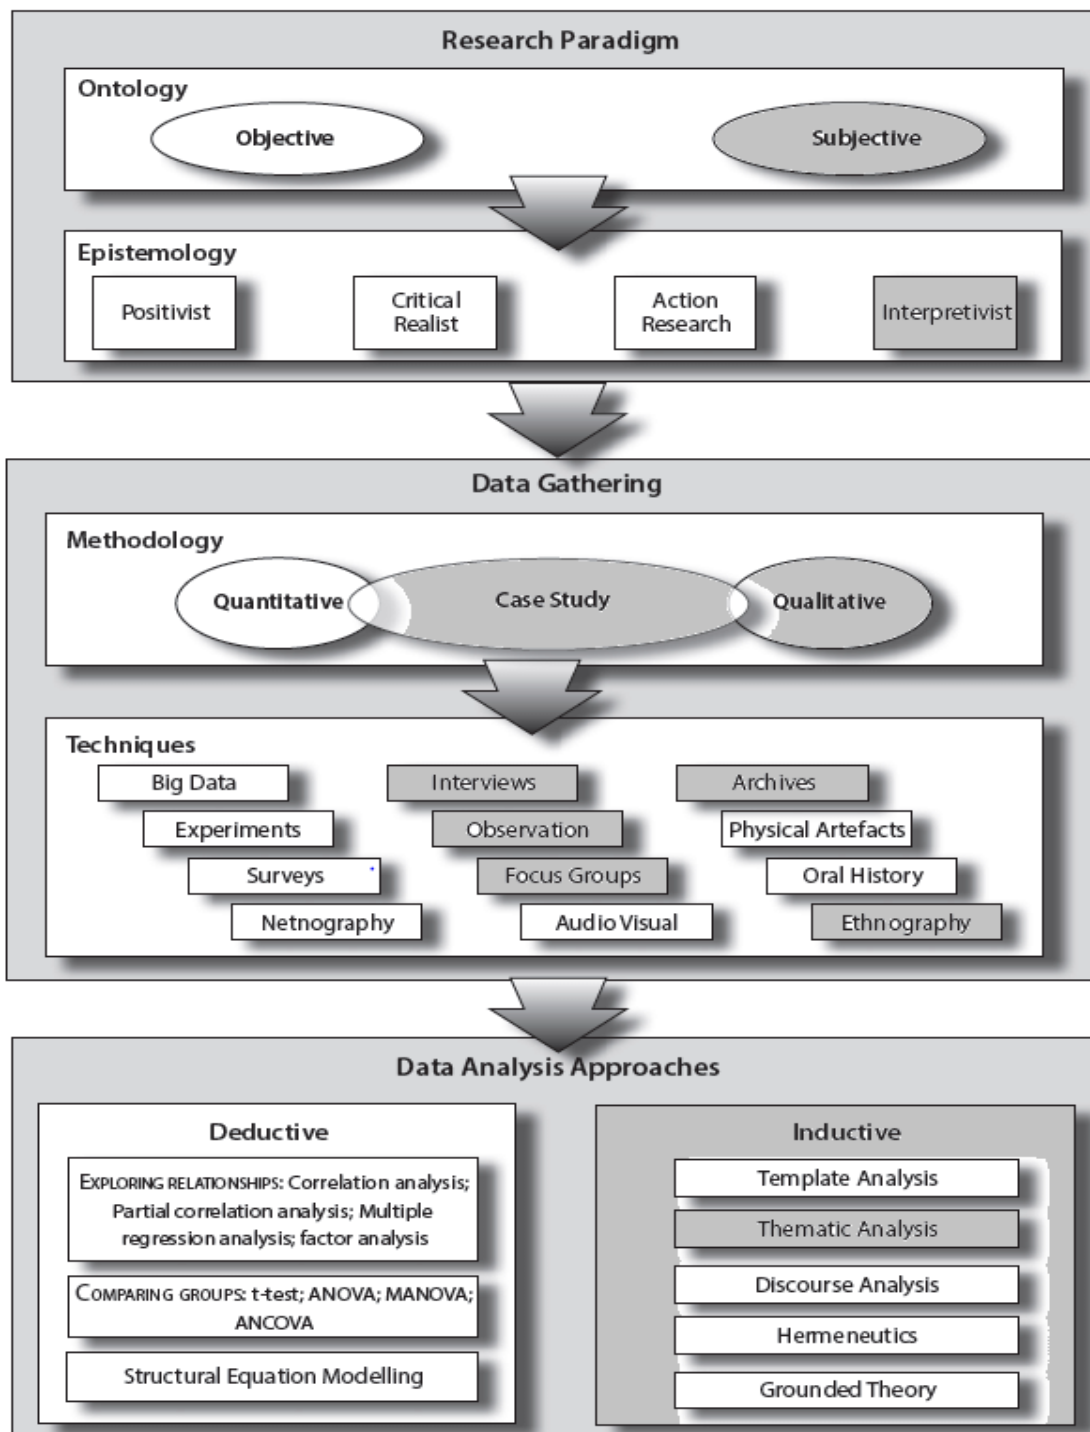 Research Paradigm
Ontology
Objective
Subjective
Epistemology
Positivist
Critical
Realist
Action
Research
Interpretivist
Data Gathering
Methodology
Quantitative
Case Study
Qualitative
Techniques
Big Data
Interviews
Archives
Experiments
Observation
Physical Artefacts
Surveys
Focus Groups
Oral History
Netnography
Audio Visual
Ethnography
Data Analysis Approaches
Deductive
EXPLORING RELATIONSHIPS: Correlation analysis;
Partial correlation analysis; Multiple
regression analysis; factor analysis
COMPARING GROUPS: t-test; ANOVA; MANOVA;
ANCOVA
Structural Equation Modelling
Inductive
Template Analysis
Thematic Analysis
Discourse Analysis
Hermeneutics
Grounded Theory